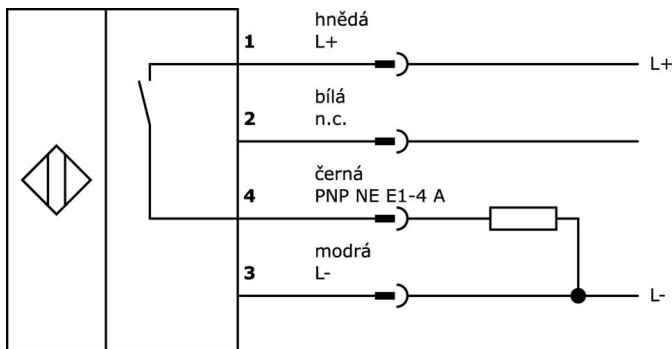 hnědá
1 L+
L+
bílá
2 n.c.
černá
4 PNP NE E1-4 A
modrá
3 L-
L-